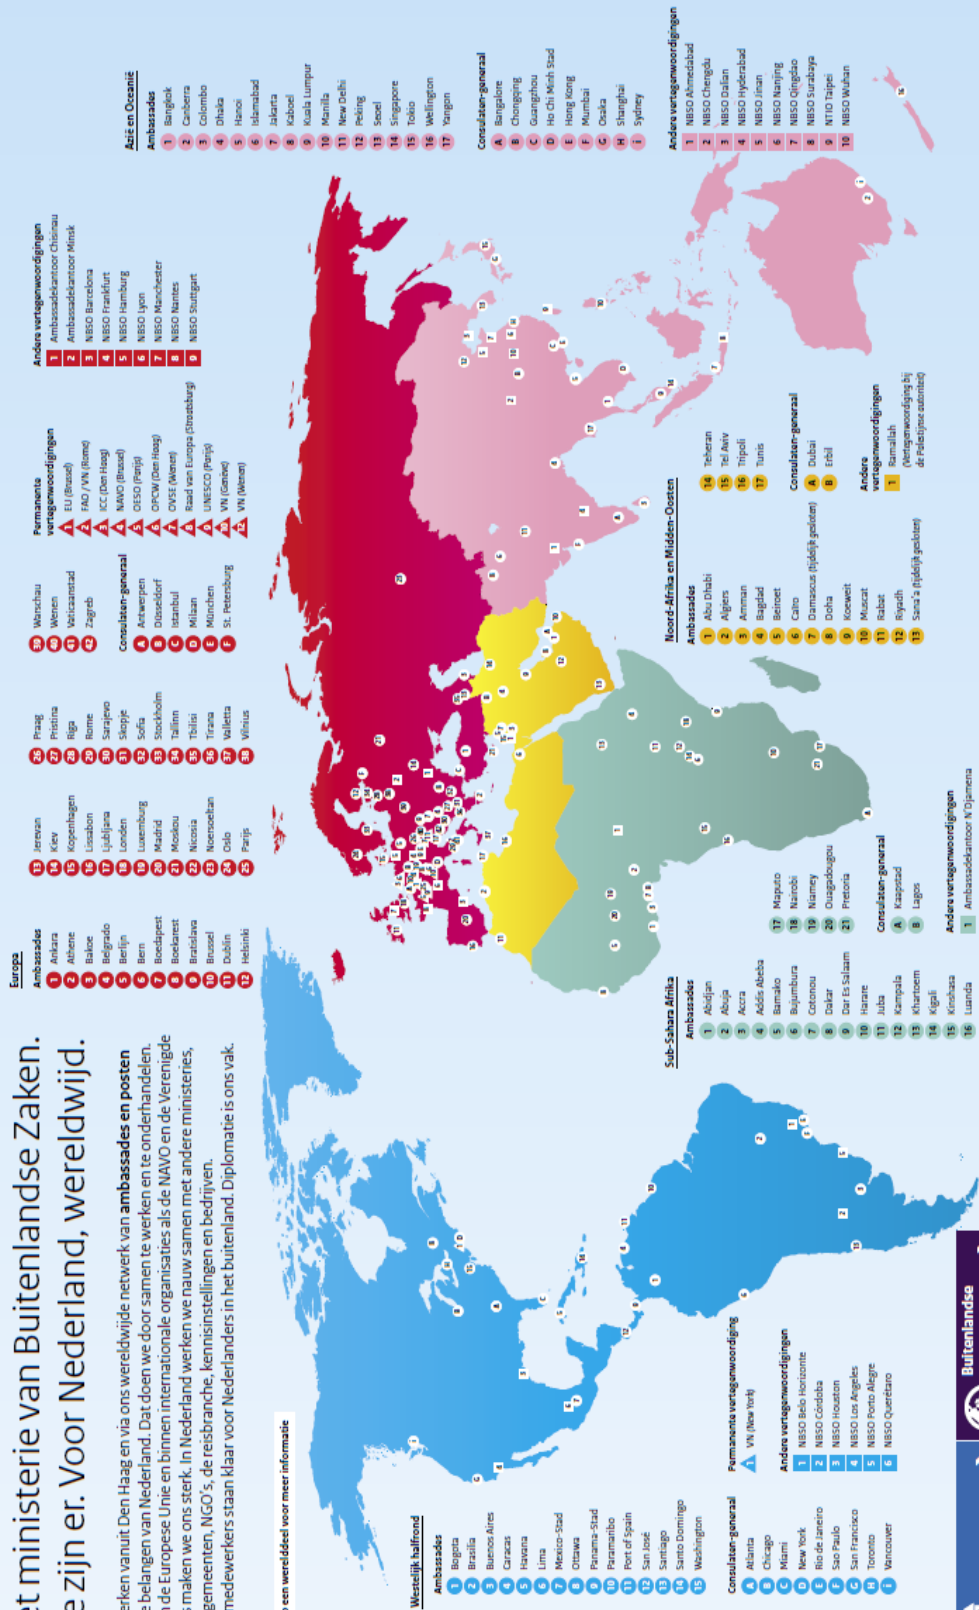 et ministerie van Buitenlandse Zaken.
e zijn er. Voor Nederland, wereldwijd.
erken vanuit Den Haag en via ons wereldwijde netwerk van ambassades en posten
e belangen van Nederland. Dat doen we door samen te werken en te onderhandelen.
n de Europese Unie en binnen internationale organisaties als de NAVO en de Verenigde
s maken we ons sterk. In Nederland werken we nauw samen met andere ministeries,
gemeenten, NGO's, de reisbranche, kennisinstellingen en bedrijven.
medewerkers staan klaar voor Nederlanders in het buitenland. Diplomatie is ons vak.
een werelddeel voor meer informatie
Westelijk halfrond
Ambassades
1 Bogota
2 Brasilia
3 Buenos Aires
4 Caracas
5 Havana
6 Lima
7 Mexico-Stad
8 Ottawa
9 Panama-Stad
10 Paramaribo
11 Port of Spain
12 San José
13 Santiago
14 Santo Domingo
15 Washington
Consulaten-generaal
A Atlanta
B Chicago
C Miami
D New York
E Rio de Janeiro
F Sao Paulo
G San Francisco
H Toronto
i Vancouver
Permanente vertegenwoordiging
1 VN (New York)
Andere vertegenwoordigingen
1 NBSO Belo Horizonte
2 NBSO Córdoba
3 NBSO Houston
4 NBSO Los Angeles
5 NBSO Porto Alegre
6 NBSO Querétaro
Europa
Ambassades
1 Ankara
2 Athene
3 Bakoe
4 Belgrado
5 Berlijn
6 Bern
7 Boedapest
8 Boekarest
9 Bratislava
10 Brussel
11 Dublin
12 Helsinki
13 Jerevan
14 Kiev
15 Kopenhagen
16 Lissabon
17 Ljubljana
18 Londen
19 Luxemburg
20 Madrid
21 Moskou
22 Nicosia
23 Noersoeltan
24 Oslo
25 Parijs
26 Praag
27 Pristina
28 Riga
29 Rome
30 Sarajevo
31 Skopje
32 Sofia
33 Stockholm
34 Tallinn
35 Tbilisi
36 Tirana
37 Valletta
38 Vilnius
39 Warschau
40 Wenen
41 Vaticaanstad
42 Zagreb
Consulaten-generaal
A Antwerpen
B Düsseldorf
C Istanbul
D Milaan
E München
F St. Petersburg
Permanente
vertegenwoordigingen
1 EU (Brussel)
2 FAO / VN (Rome)
3 ICC (Den Haag)
4 NAVO (Brussel)
5 OESO (Parijs)
6 OPCW (Den Haag)
7 OVSE (Wenen)
8 Raad van Europa (Straatsburg)
9 UNESCO (Parijs)
10 VN (Genève)
12 VN (Wenen)
Andere vertegenwoordigingen
1 Ambassadekantoor Chisinau
2 Ambassadekantoor Minsk
3 NBSO Barcelona
4 NBSO Frankfurt
5 NBSO Hamburg
6 NBSO Lyon
7 NBSO Manchester
8 NBSO Nantes
9 NBSO Stuttgart
Azië en Oceanië
Ambassades
1 Bangkok
2 Canberra
3 Colombo
4 Dhaka
5 Hanoi
6 Islamabad
7 Jakarta
8 Kaboel
9 Kuala Lumpur
10 Manilla
11 New Delhi
12 Peking
13 Seoel
14 Singapore
15 Tokio
16 Wellington
17 Yangon
Consulaten-generaal
A Bangalore
B Chongqing
C Guangzhou
D Ho Chi Minh Stad
E Hong Kong
F Mumbai
G Osaka
H Shanghai
i Sydney
Andere vertegenwoordigingen
1 NBSO Ahmedabad
2 NBSO Chengdu
3 NBSO Dalian
4 NBSO Hyderabad
5 NBSO Jinan
6 NBSO Nanjing
7 NBSO Qingdao
8 NBSO Surabaya
9 NTIO Taipei
10 NBSO Wuhan
Sub-Sahara Afrika
Ambassades
1 Abidjan
2 Abuja
3 Accra
4 Addis Abeba
5 Bamako
6 Bujumbura
7 Cotonou
8 Dakar
9 Dar Es Salaam
10 Harare
11 Juba
12 Kampala
13 Khartoem
14 Kigali
15 Kinshasa
16 Luanda
17 Maputo
18 Nairobi
19 Niamey
20 Ouagadougou
21 Pretoria
Consulaten-generaal
A Kaapstad
B Lagos
Andere vertegenwoordigingen
1 Ambassadekantoor N'Djamena
Noord-Afrika en Midden-Oosten
Ambassades
1 Abu Dhabi
2 Algiers
3 Amman
4 Bagdad
5 Beiroet
6 Caïro
7 Damascus (tijdelijk gesloten)
8 Doha
9 Koeweit
10 Muscat
11 Rabat
12 Riyadh
13 Sana'a (tijdelijk gesloten)
14 Teheran
15 Tel Aviv
16 Tripoli
17 Tunis
Consulaten-generaal
A Dubai
B Erbil
Andere
vertegenwoordigingen
1 Ramallah
(Vertegenwoordiging bij
de Palestijnse autoriteit)
Buitenlandse